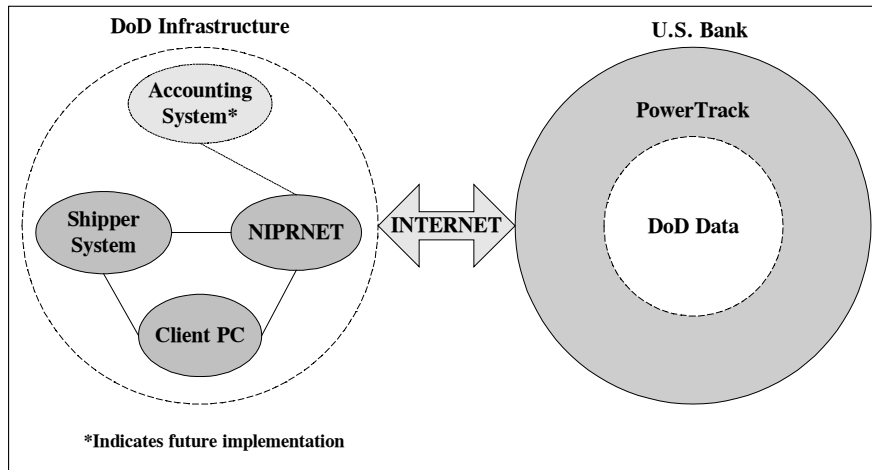 DoD Infrastructure
U.S. Bank
Accounting
System*
PowerTrack
Shipper
System
NIPRNET
INTERNET
DoD Data
Client PC
*Indicates future implementation